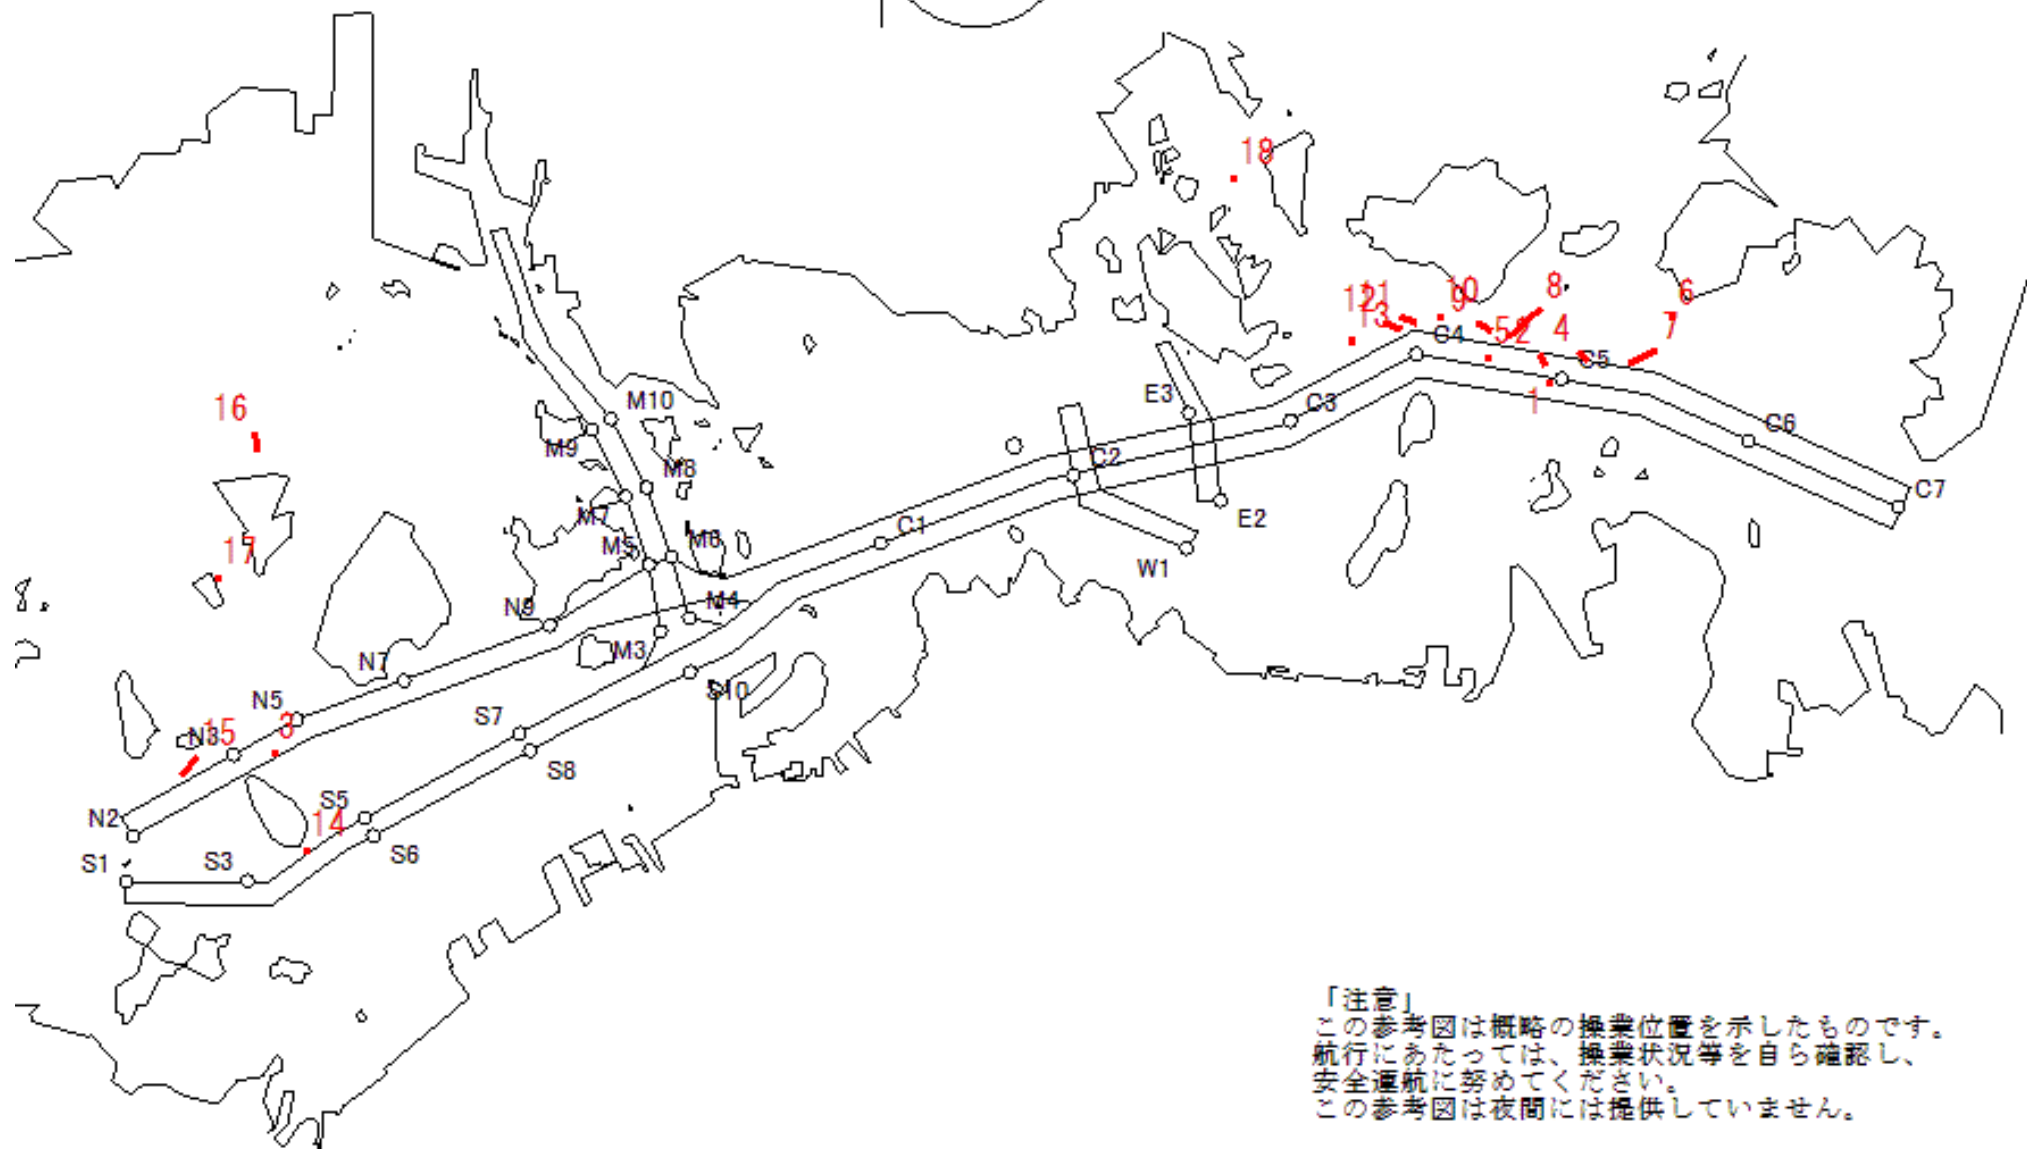 18
6
8
10
12
11
9
13
7
5
2
4
C4
C5
1
16
M10
E3
C3
C6
M9
M8
C2
C7
M7
C1
E2
17
M5
M6
W1
N9
M4
M3
N7
S10
N5
S7
N3
15
3
S8
S5
14
N2
S6
S1
S3
「注意」
この参考図は概略の操業位置を示したものです。
航行にあたっては、操業状況等を自ら確認し、
安全運航に努めてください。
この参考図は夜間には提供していません。